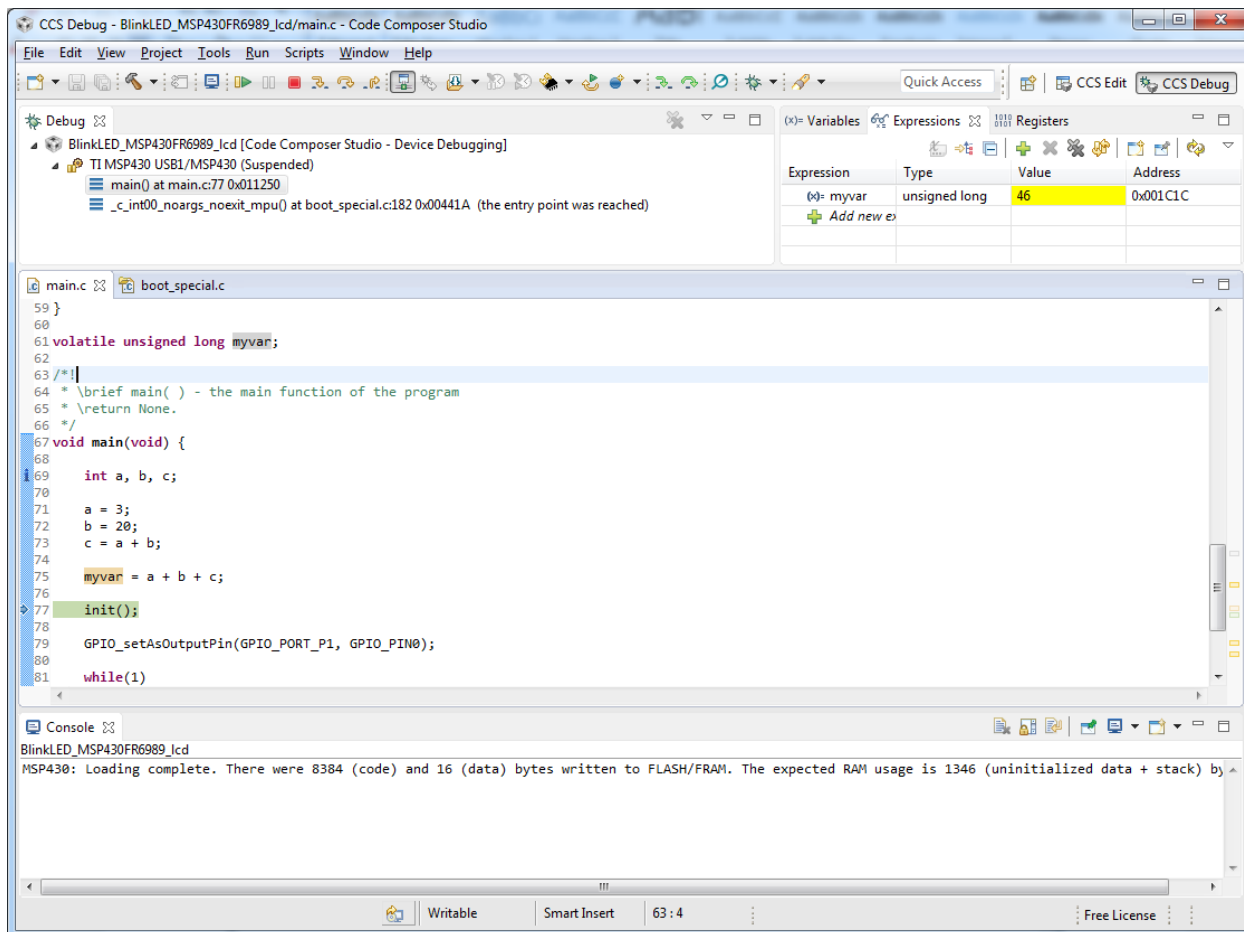 CCS Debug - BlinkLED_MSP430FR6989_lcd/main.c - Code Composer Studio
File Edit View Project Tools Run Scripts Window Help
Quick Access CCS Edit CCS Debug
Debug
BlinkLED_MSP430FR6989_lcd [Code Composer Studio - Device Debugging]
TI MSP430 USB1/MSP430 (Suspended)
main() at main.c:77 0x011250
_c_int00_noargs_noexit_mpu() at boot_special.c:182 0x00441A (the entry point was reached)
(x)= Variables Expressions 1010 0101 Registers
Expression Type Value Address
(x)= myvar unsigned long 46 0x001C1C
Add new ex
main.c boot_special.c
59 }
60
61 volatile unsigned long myvar;
62
63 /*!
64 * \brief main( ) - the main function of the program
65 * \return None.
66 */
67 void main(void) {
68
69 int a, b, c;
70
71 a = 3;
72 b = 20;
73 c = a + b;
74
75 myvar = a + b + c;
76
77 init();
78
79 GPIO_setAsOutputPin(GPIO_PORT_P1, GPIO_PIN0);
80
81 while(1)
Console
BlinkLED_MSP430FR6989_lcd
MSP430: Loading complete. There were 8384 (code) and 16 (data) bytes written to FLASH/FRAM. The expected RAM usage is 1346 (uninitialized data + stack) by
Writable Smart Insert 63 : 4 Free License